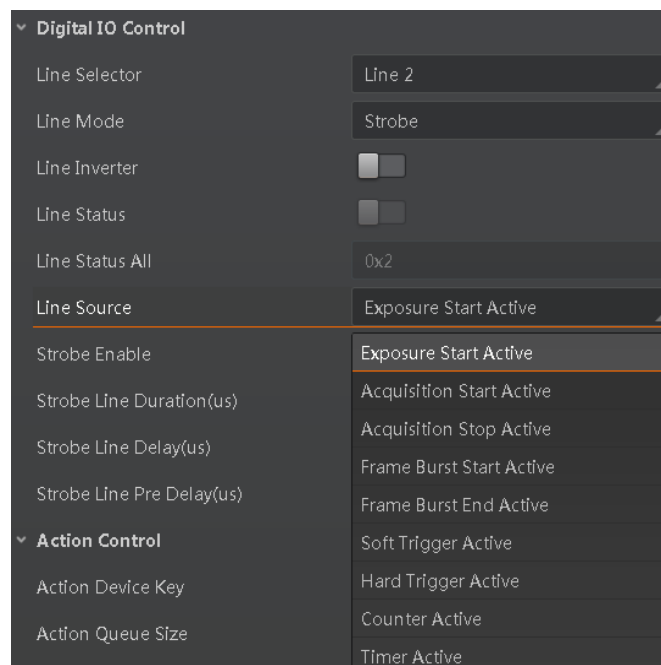 Digital IO Control
Line Selector Line 2
Line Mode Strobe
Line Inverter
Line Status
Line Status All 0x2
Line Source Exposure Start Active
Strobe Enable Exposure Start Active
Acquisition Start Active
Strobe Line Duration(us)
Acquisition Stop Active
Strobe Line Delay(us)
Frame Burst Start Active
Strobe Line Pre Delay(us)
Frame Burst End Active
Action Control Soft Trigger Active
Action Device Key Hard Trigger Active
Counter Active
Action Queue Size
Timer Active